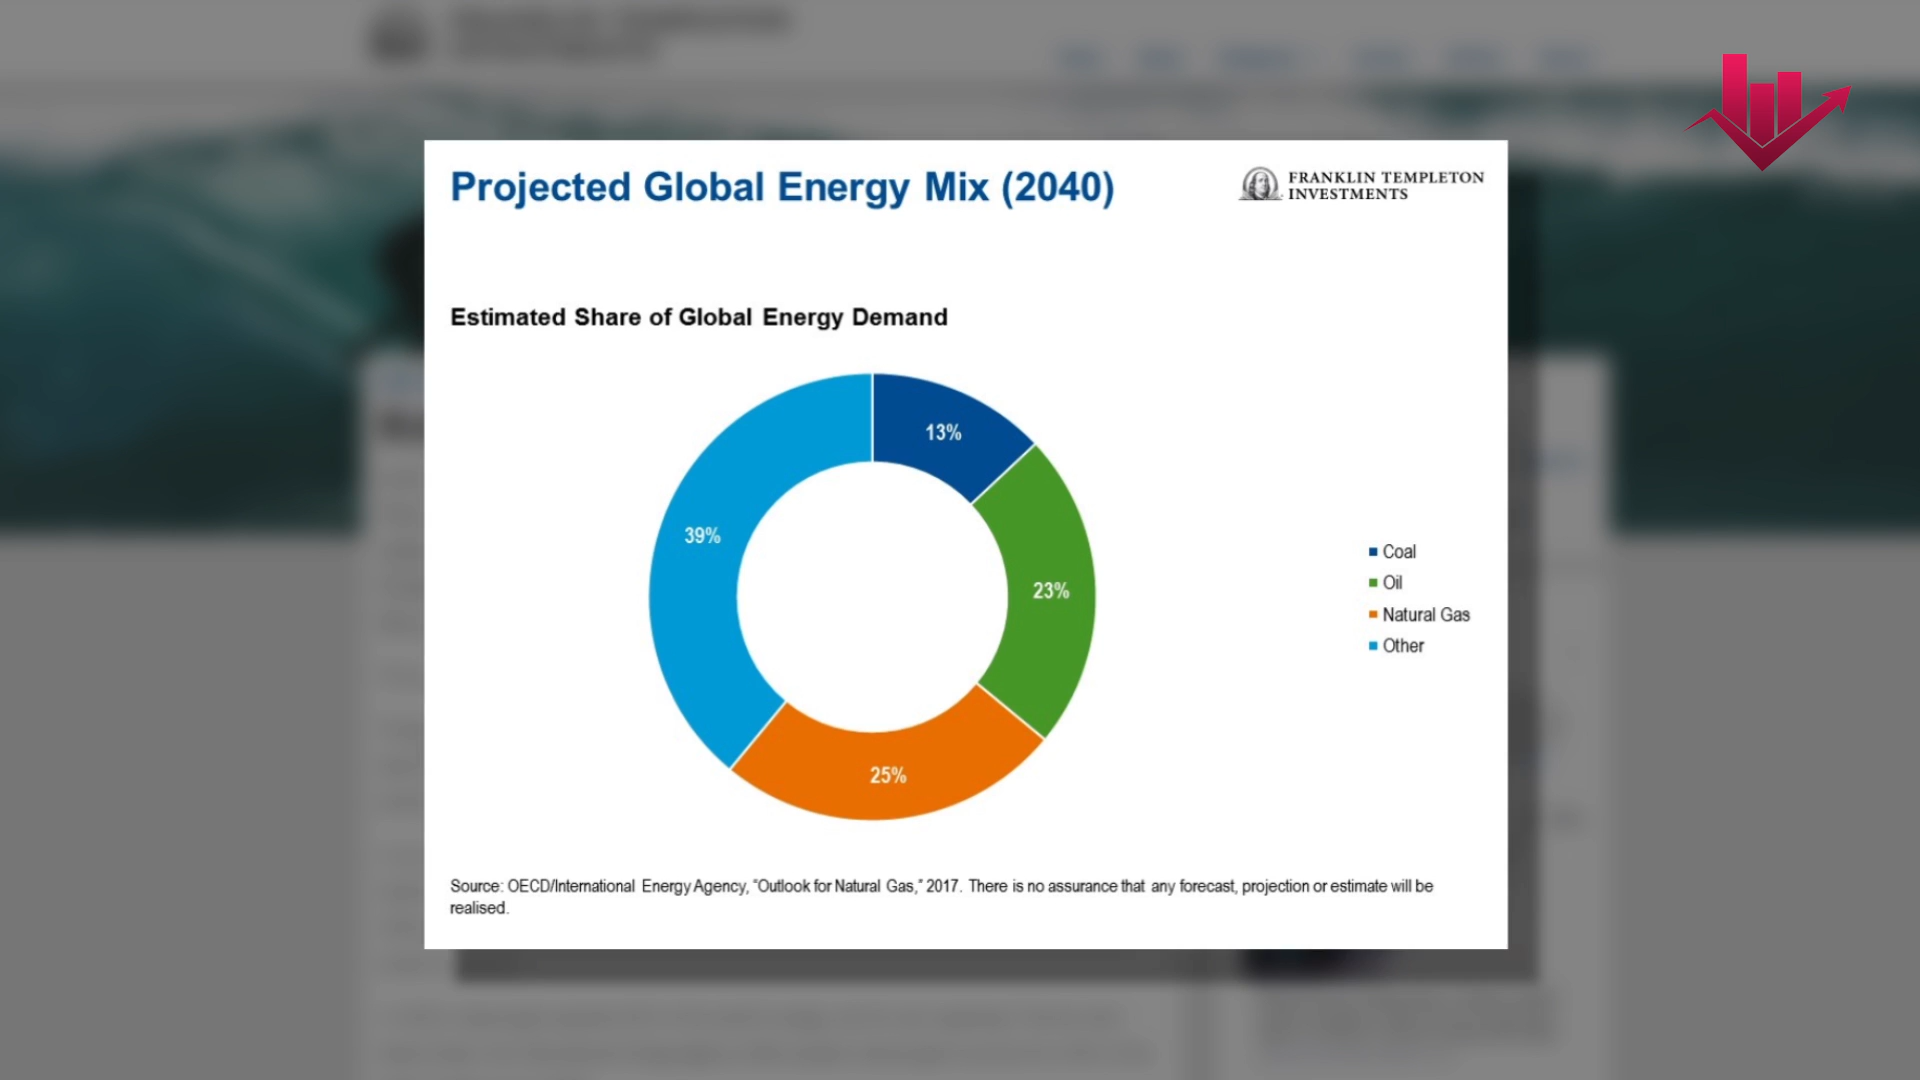 Projected Global Energy Mix (2040)
FRANKLIN TEMPLETON
INVESTMENTS
Estimated Share of Global Energy Demand
13%
39%
23%
25%
Coal
Oil
Natural Gas
Other
Source: OECD/International Energy Agency, “Outlook for Natural Gas,” 2017. There is no assurance that any forecast, projection or estimate will be
realised.